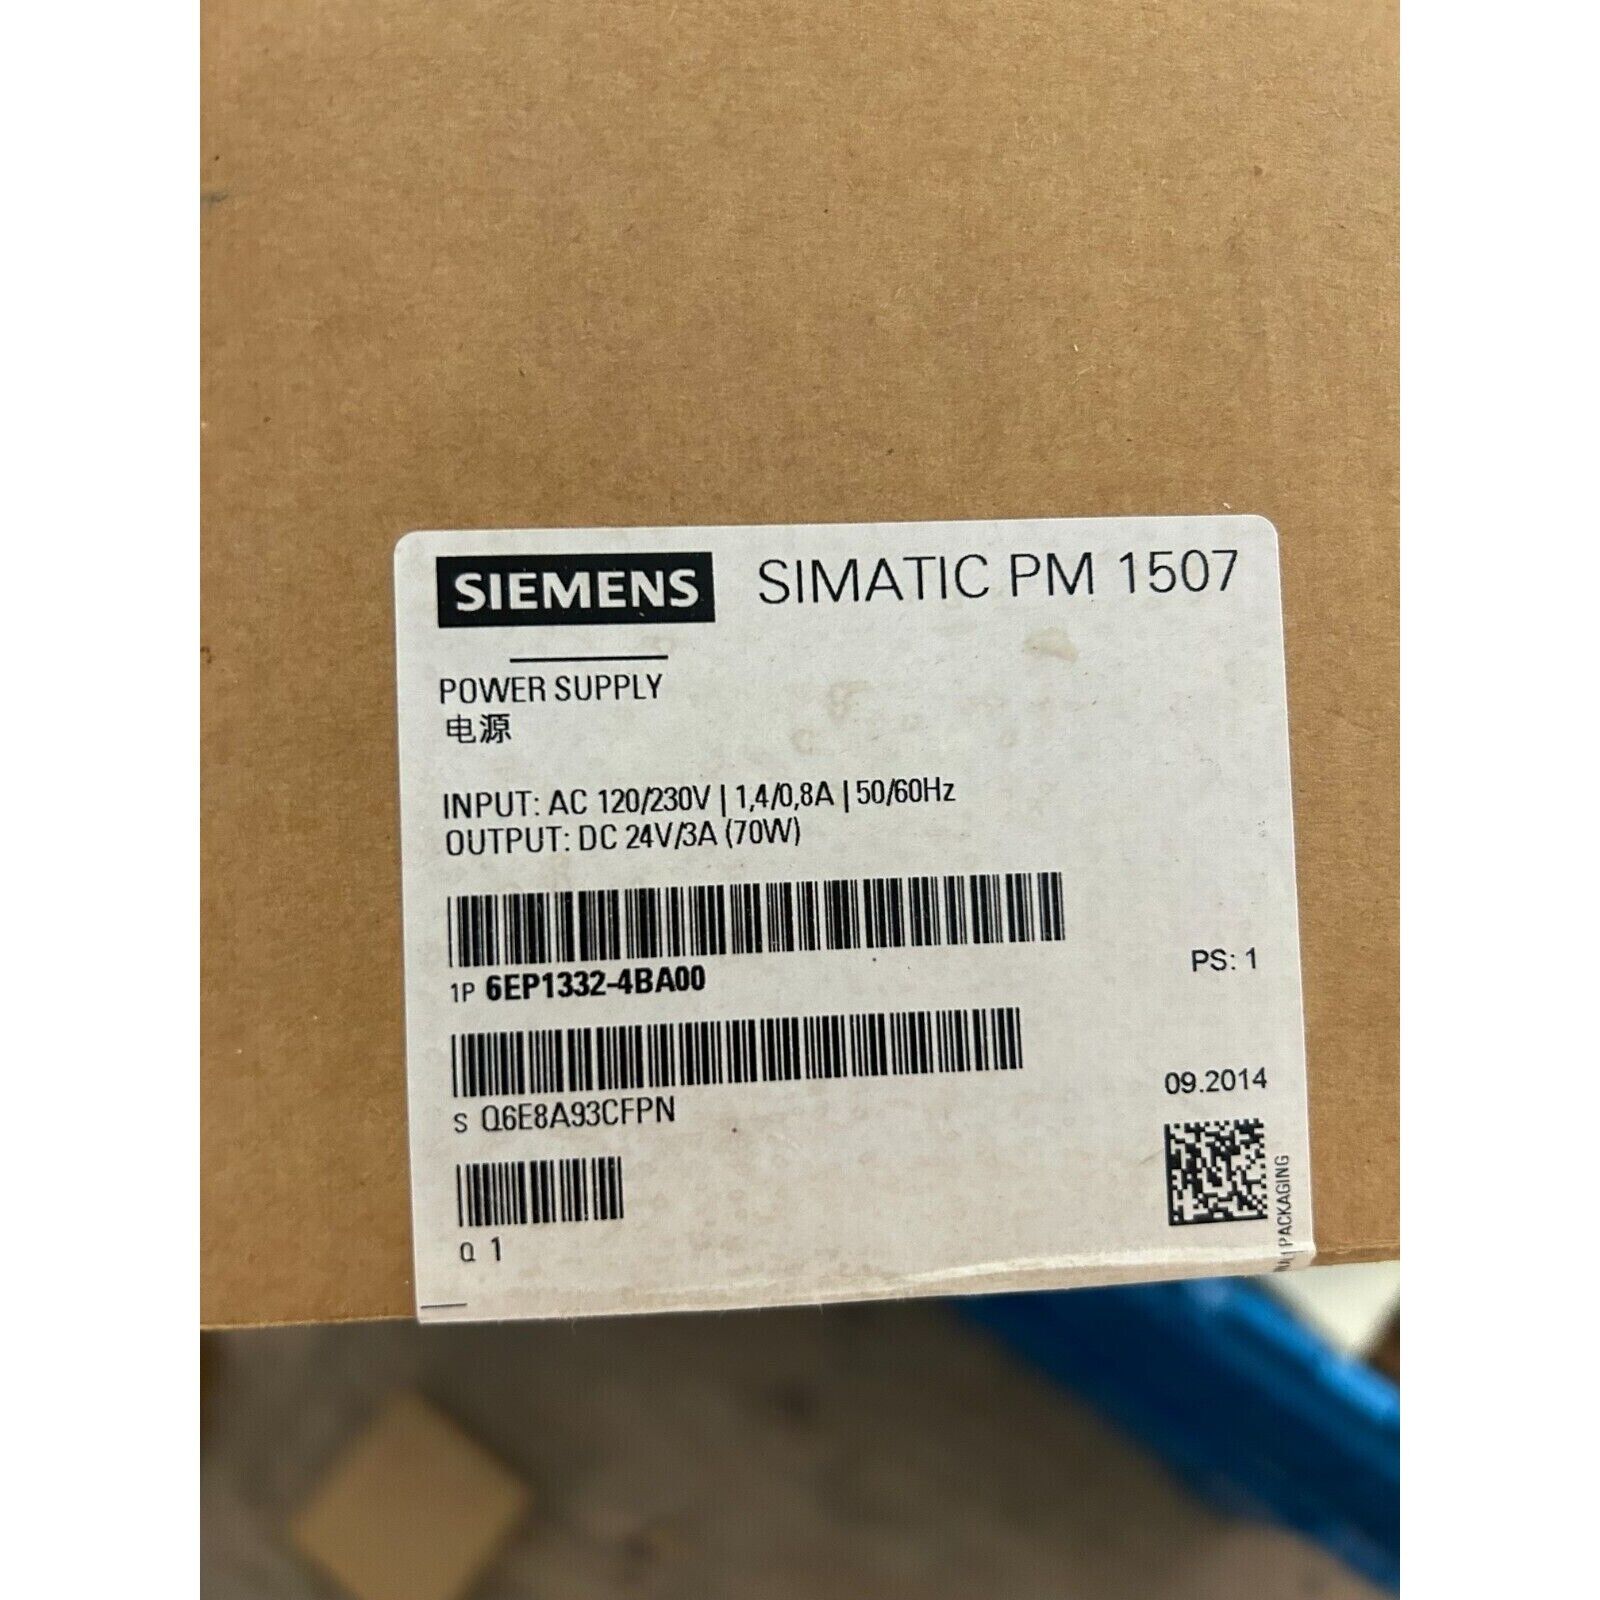 SIEMENS SIMATIC PM 1507
POWER SUPPLY
电源
INPUT: AC 120/230V | 1,4/0,8A | 50/60Hz
OUTPUT: DC 24V/3A (70W)
1P 6EP1332-4BA00
PS: 1
S Q6E8A93CFPN
09.2014
Q 1
PACKAGING